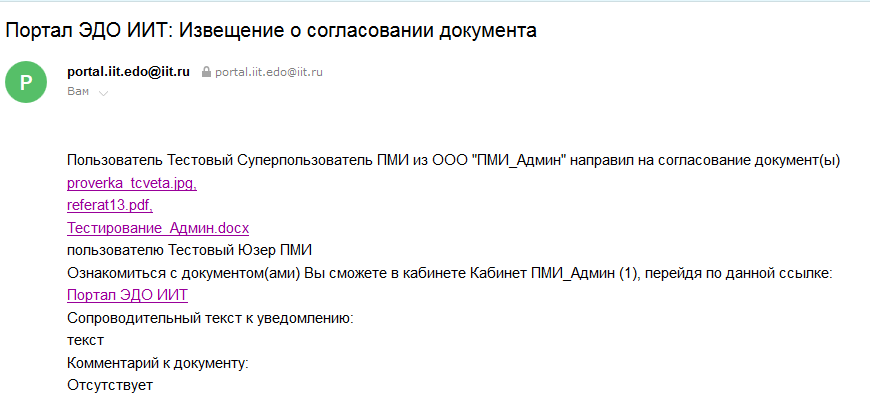 Портал ЭДО ИИТ: Извещение о согласовании документа
P
portal.iit.edo@iit.ru portal.iit.edo@iit.ru
Вам
Пользователь Тестовый Суперпользователь ПМИ из ООО "ПМИ_Админ" направил на согласование документ(ы)
proverka_tcveta.jpg,
referat13.pdf,
Тестирование_Админ.docx
пользователю Тестовый Юзер ПМИ
Ознакомиться с документом(ами) Вы сможете в кабинете Кабинет ПМИ_Админ (1), перейдя по данной ссылке:
Портал ЭДО ИИТ
Сопроводительный текст к уведомлению:
текст
Комментарий к документу:
Отсутствует